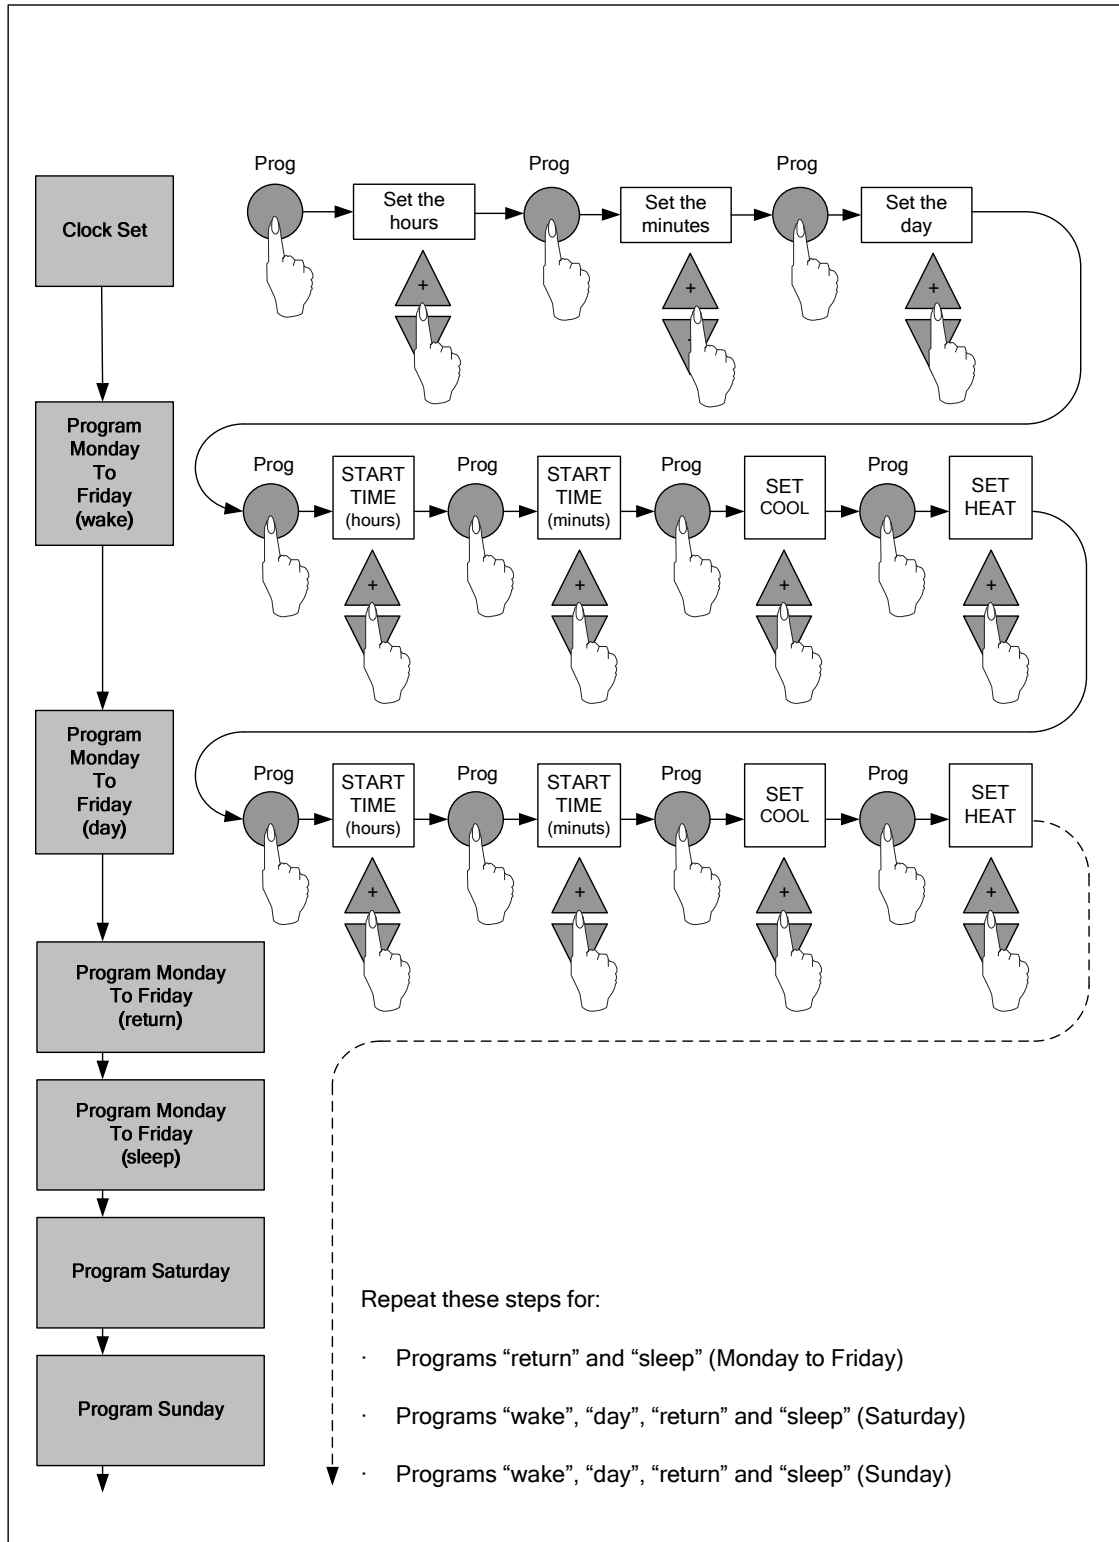 Clock Set
Prog
Set the
hours
+
Prog
Set the
minutes
+
Prog
Set the
day
+
Program
Monday
To
Friday
(wake)
Prog
START
TIME
(hours)
+
Prog
START
TIME
(minuts)
+
Prog
SET
COOL
+
Prog
SET
HEAT
+
Program
Monday
To
Friday
(day)
Prog
START
TIME
(hours)
+
Prog
START
TIME
(minuts)
+
Prog
SET
COOL
+
Prog
SET
HEAT
+
Program Monday
To Friday
(return)
Program Monday
To Friday
(sleep)
Program Saturday
Program Sunday
Repeat these steps for:
· Programs “return” and “sleep” (Monday to Friday)
· Programs “wake”, “day”, “return” and “sleep” (Saturday)
· Programs “wake”, “day”, “return” and “sleep” (Sunday)